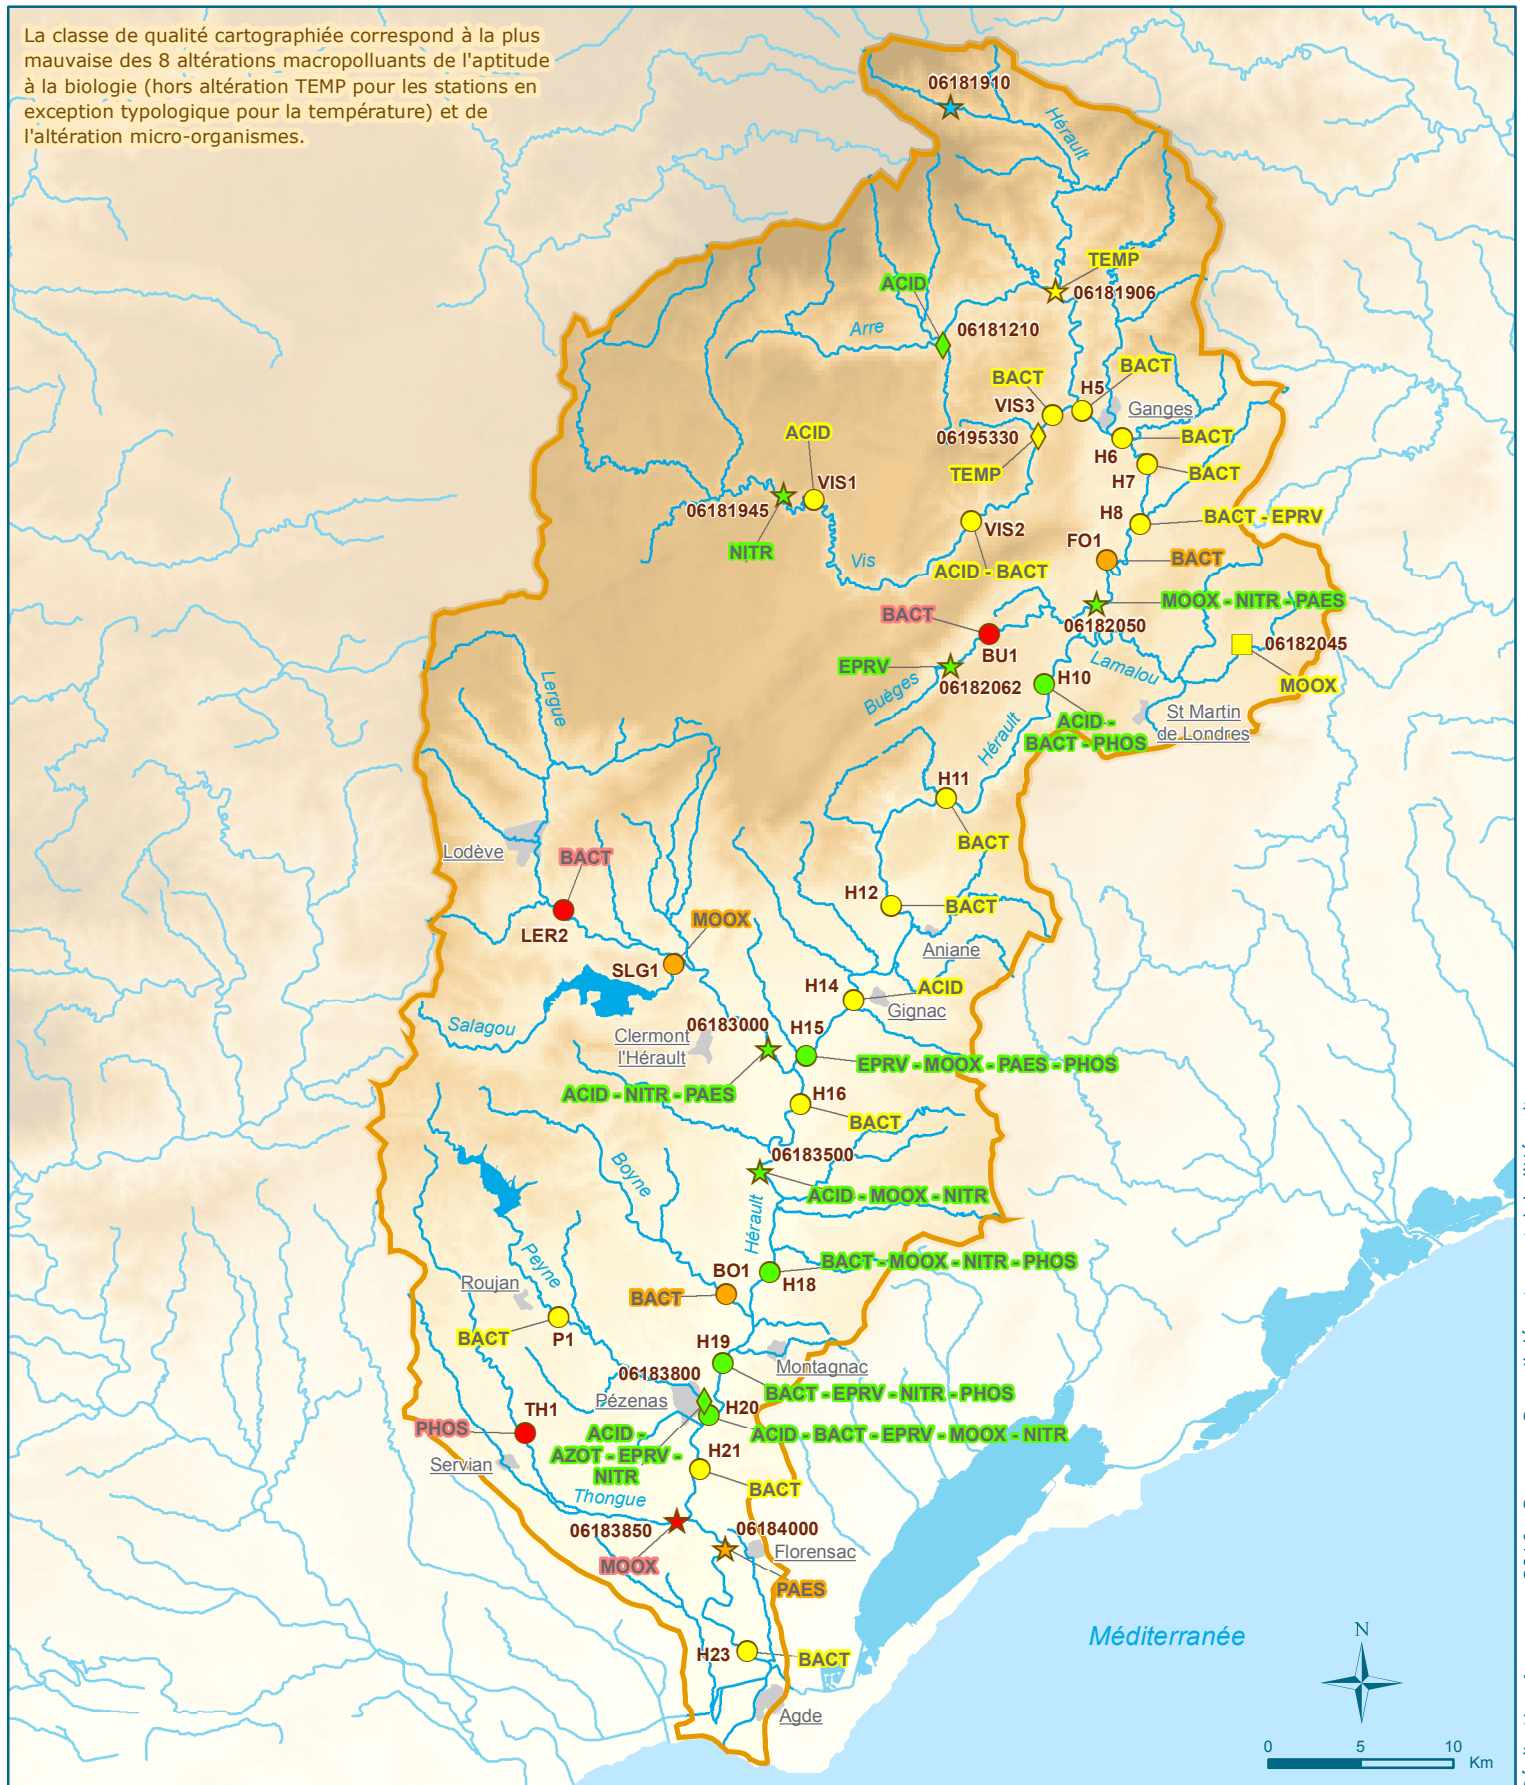 La classe de qualité cartographiée correspond à la plus
mauvaise des 8 altérations macropolluants de l'aptitude
à la biologie (hors altération TEMP pour les stations en
exception typologique pour la température) et de
l'altération micro-organismes.
06181910
Hérault
TEMP
06181906
ACID
06181210
Arre
BACT
H5
BACT
VIS3
Ganges
06195330
BACT
H6
ACID
TEMP
BACT
H7
VIS1
06181945
H8
BACT - EPRV
VIS2
NITR
FO1
BACT
Vis
ACID - BACT
BACT
MOOX - NITR - PAES
06182050
06182045
BU1
EPRV
Lamalou
MOOX
06182062
H10
Buèges
Lergue
St Martin
de Londres
ACID -
BACT - PHOS
Hérault
H11
BACT
Lodève
BACT
H12
BACT
LER2
MOOX
Aniane
SLG1
H14
ACID
Gignac
Salagou
06183000
H15
Clermont
l'Hérault
EPRV - MOOX - PAES - PHOS
ACID - NITR - PAES
H16
BACT
06183500
Boyne
ACID - MOOX - NITR
Hérault
BACT - MOOX - NITR - PHOS
Peyne
BO1
H18
Roujan
BACT
BACT
P1
H19
Montagnac
06183800
BACT - EPRV - NITR - PHOS
Pézenas
TH1
H20
PHOS
ACID -
AZOT - EPRV -
NITR
ACID - BACT - EPRV - MOOX - NITR
H21
Servian
BACT
Thongue
06183850
06184000
Florensac
MOOX
PAES
Méditerranée
N
H23
BACT
Agde
0 5 10
Km